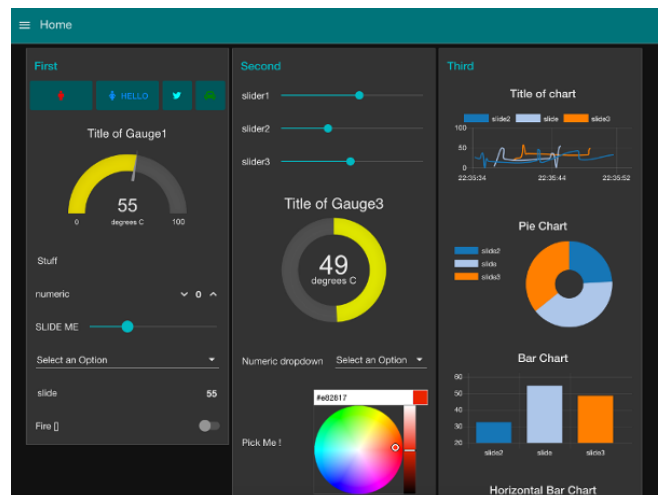 Home
First
HELLO
Title of Gauge1
55
degrees C
0
100
Stuff
numeric
0
SLIDE ME
Select an Option
slide 55
Fire []
Second
slider1
slider2
slider3
Title of Gauge3
49
degrees C
Numeric dropdown Select an Option
#e82817
Pick Me !
Third
Title of chart
slide2 slide slide3
100
50
0
22:35:34 22:35:44 22:35:52
Pie Chart
slide2
slide
slide3
Bar Chart
60
50
40
30
20
slide2 slide slide3
Horizontal Bar Chart